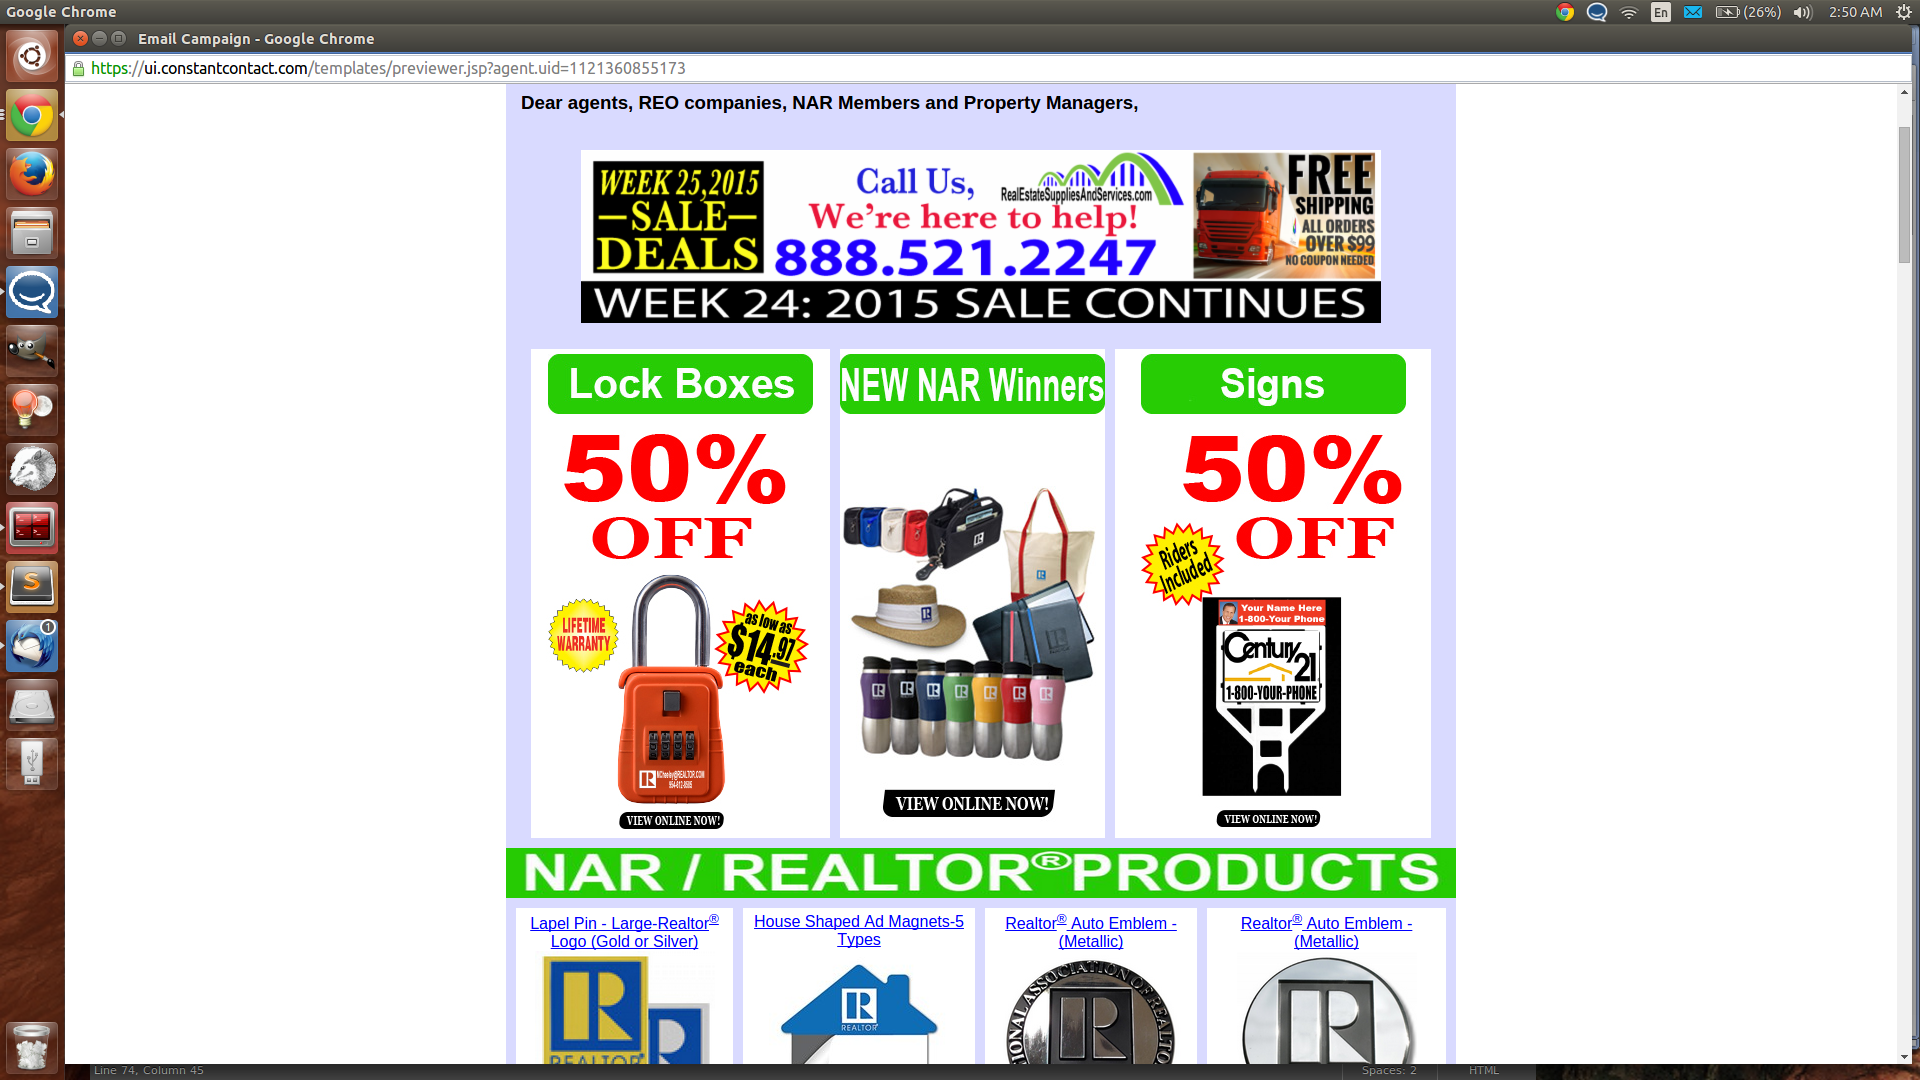 Google Chrome
En
(26%)
2:50 AM
Email Campaign - Google Chrome
https://ui.constantcontact.com/templates/previewer.jsp?agent.uid=1121360855173
Dear agents, REO companies, NAR Members and Property Managers,
WEEK 25,2015
SALE
DEALS
Call Us,
We're here to help!
888.521.2247
RealEstateSuppliesAndServices.com
FREE
SHIPPING
ALL ORDERS
OVER $99
NO COUPON NEEDED
WEEK 24: 2015 SALE CONTINUES
Lock Boxes
50%
OFF
LIFETIME
WARRANTY
as low as
$14.97
each
VIEW ONLINE NOW!
NEW NAR Winners
VIEW ONLINE NOW!
Signs
50%
OFF
Riders
Included
Your Name Here
1-800-Your Phone
Century
21
1-800-YOUR-PHONE
VIEW ONLINE NOW!
NAR / REALTOR®PRODUCTS
Lapel Pin - Large-Realtor®
Logo (Gold or Silver)
REALTOR®
House Shaped Ad Magnets-5
Types
REALTOR
Realtor® Auto Emblem -
(Metallic)
IONAL ASSOCIATION OF REALTO
Realtor® Auto Emblem -
(Metallic)
Line 74, Column 45
Spaces: 2
HTML